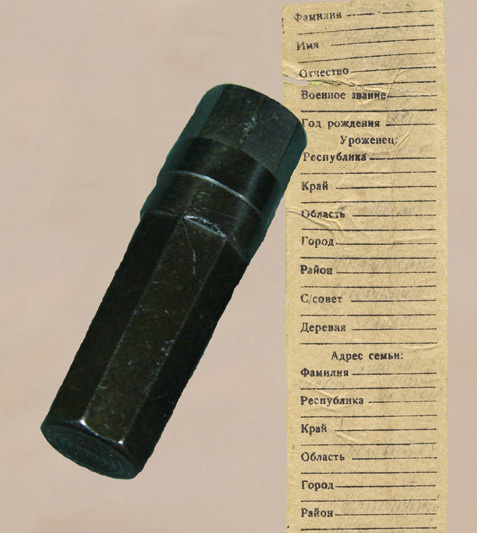 Фамилия
Имя
Отчество
Военное звание
Год рождения
Уроженец:
Республика
Край
Область
Город
Район
С/совет
Деревая
Адрес семьи:
Фамилия
Республика
Край
Область
Город
Район